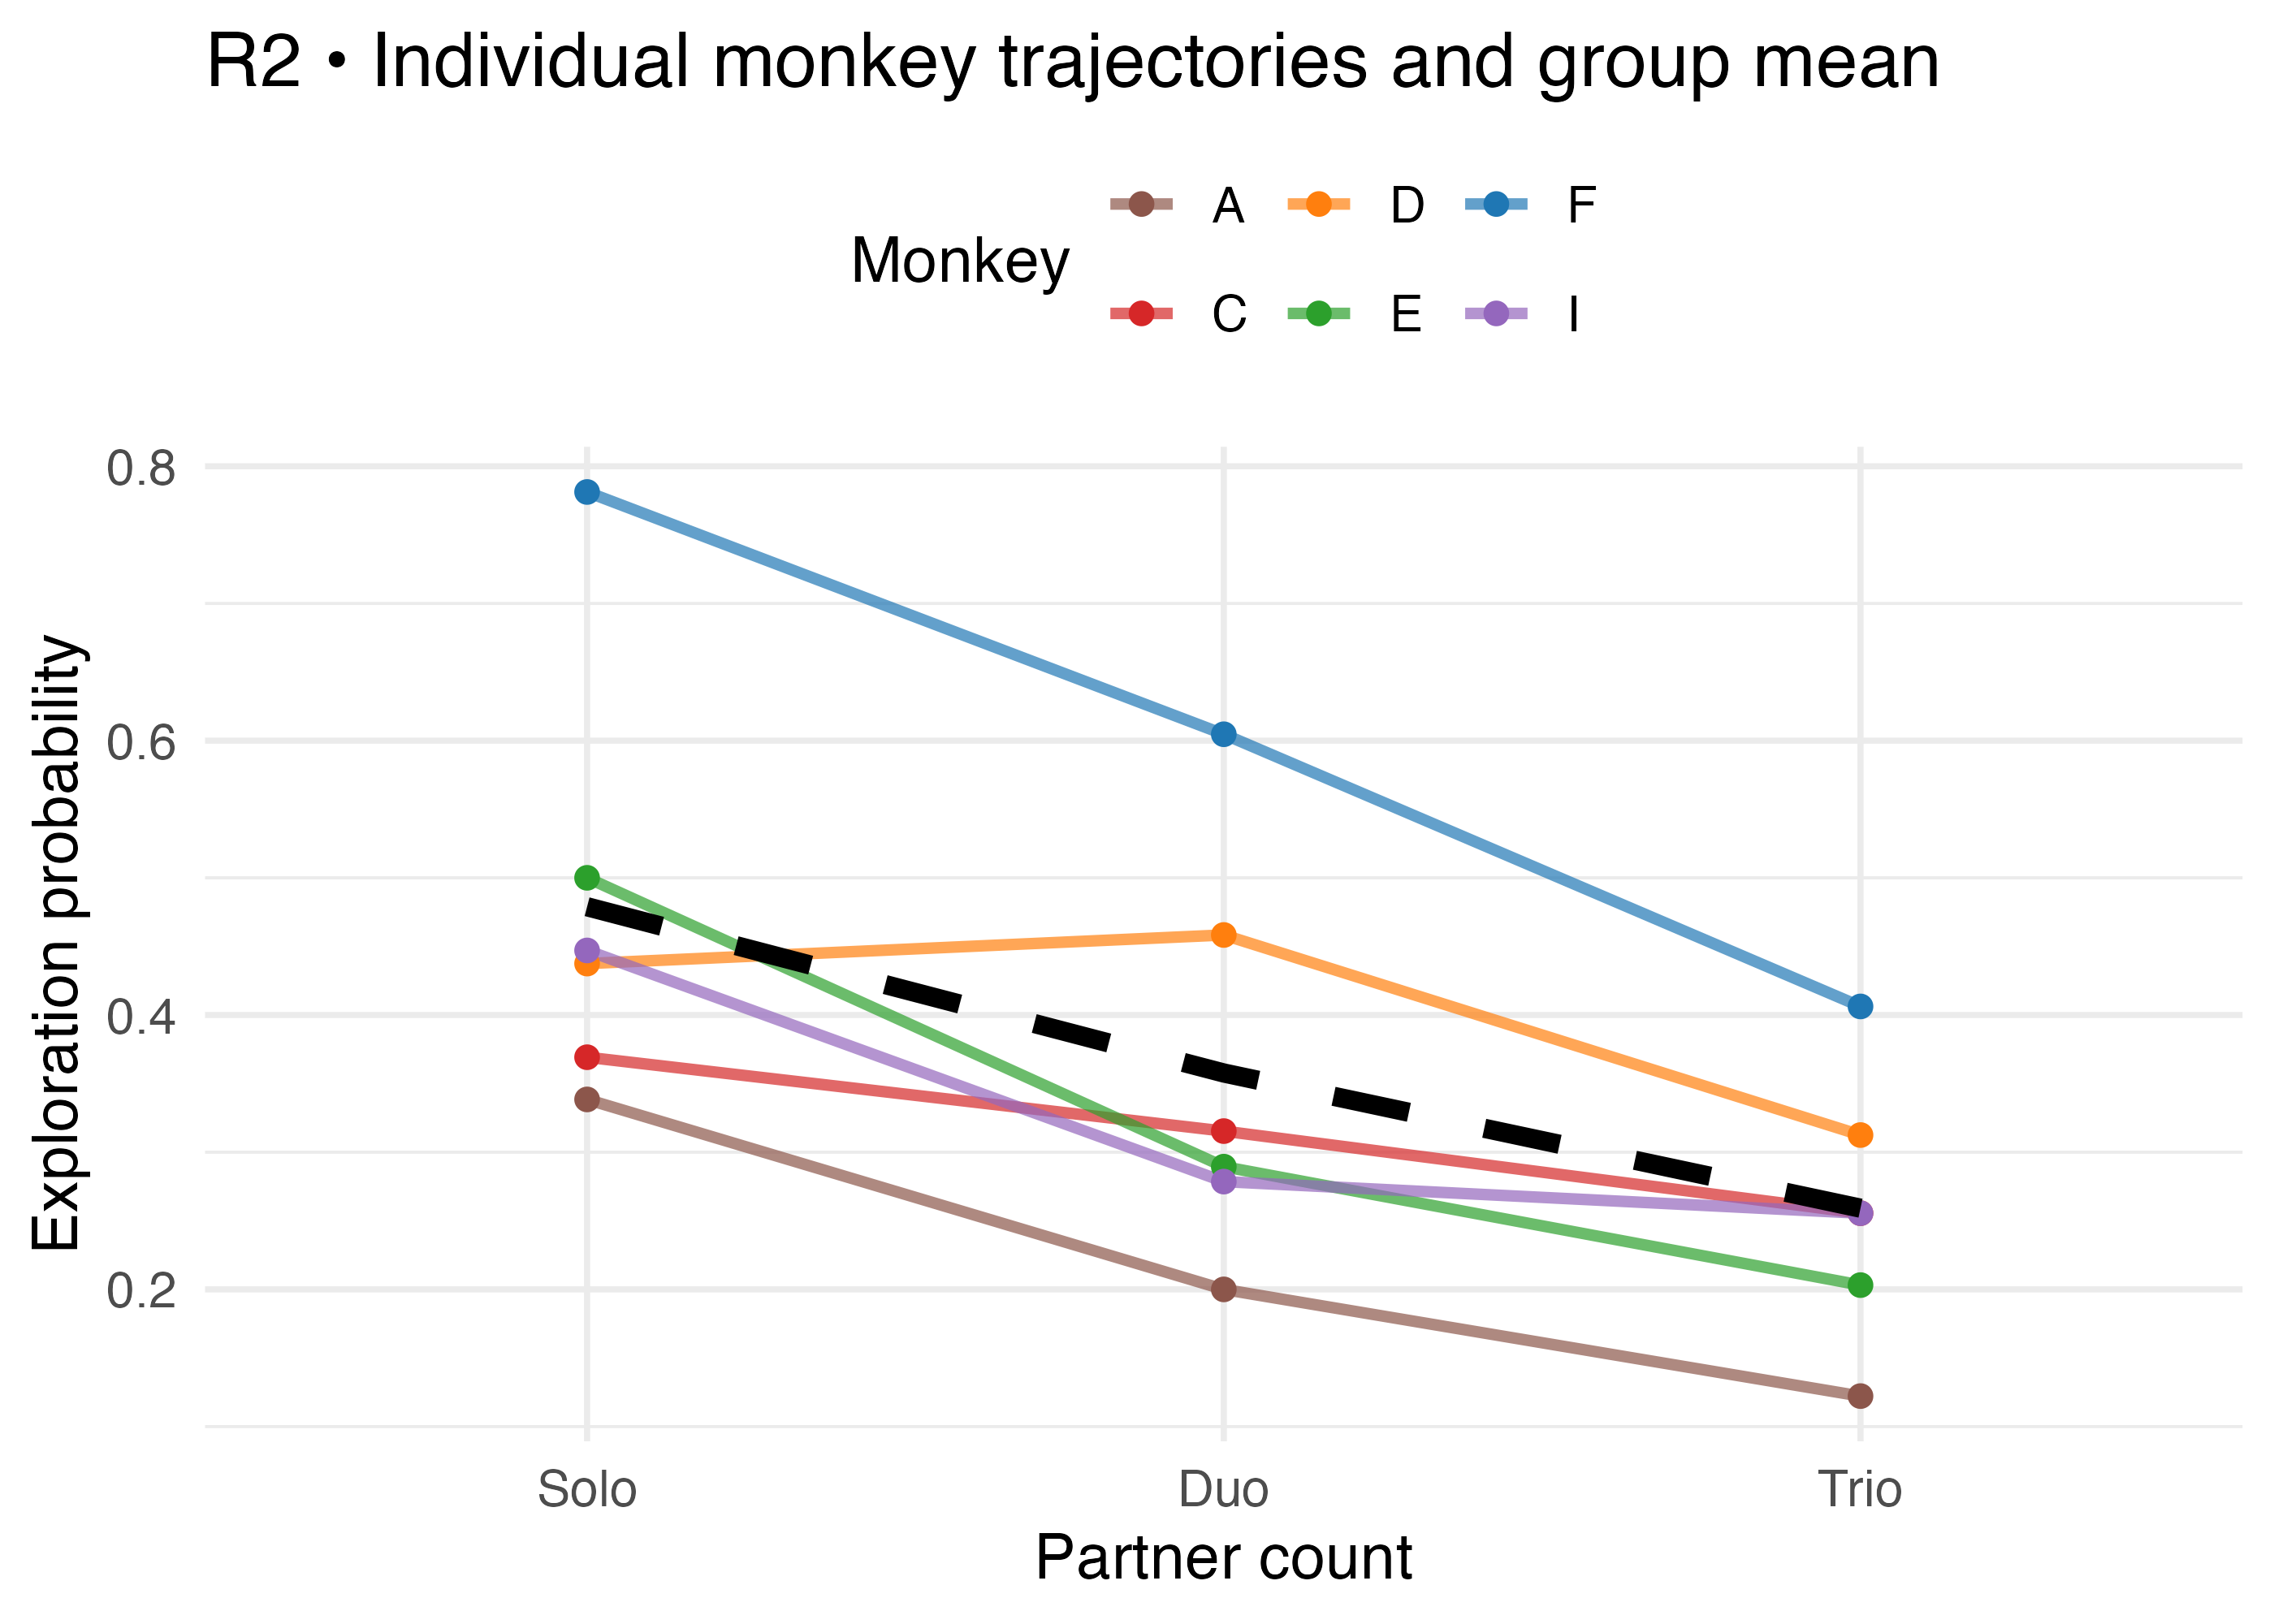 R2 • Individual monkey trajectories and group mean
Monkey
A D F
C E I
0.8
0.6
0.4
0.2
Exploration probability
Solo Duo Trio
Partner count